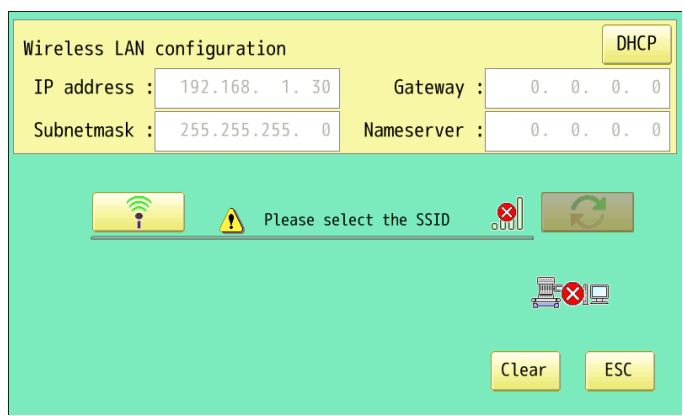 Wireless LAN configuration DHCP
IP address : 192.168. 1. 30 Gateway : 0. 0. 0. 0
Subnetmask : 255.255.255. 0 Nameserver : 0. 0. 0. 0
Please select the SSID
Clear ESC